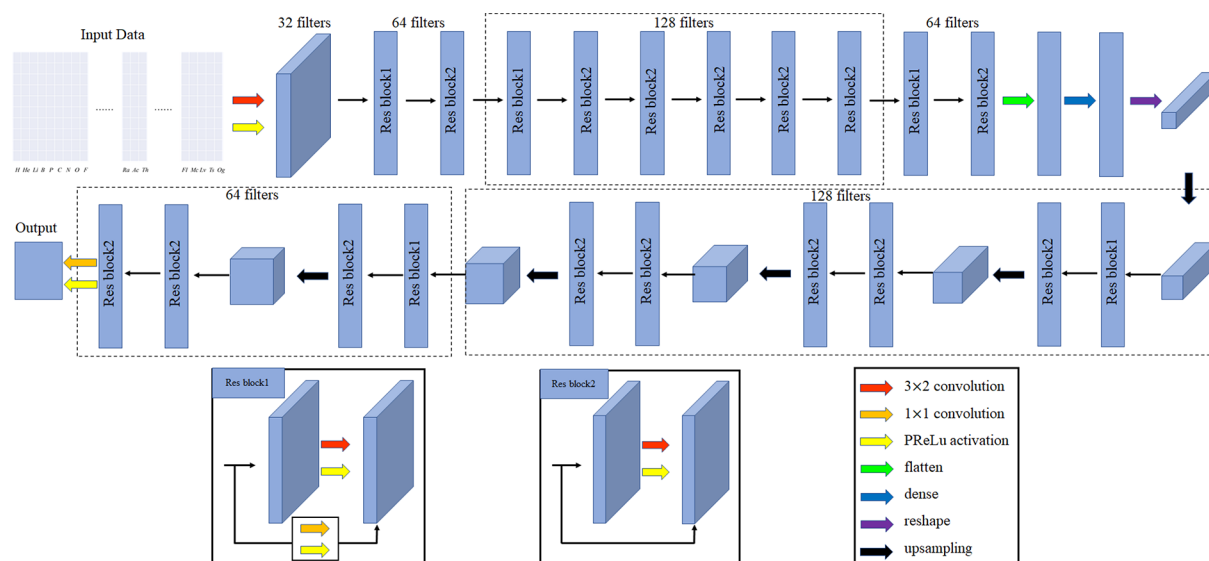 Input Data
32 filters
64 filters
128 filters
64 filters
Res block1
Res block2
Res block1
Res block2
Res block2
Res block2
Res block2
Res block2
Res block1
Res block2
...... ......
H He Li B P C N O F
Ra Ac Th
Fl Mc Lv Ts Og
64 filters
128 filters
Output
Res block2
Res block2
Res block2
Res block1
Res block2
Res block2
Res block2
Res block2
Res block2
Res block1
Res block1
Res block2
3×2 convolution
1×1 convolution
PReLu activation
flatten
dense
reshape
upsampling